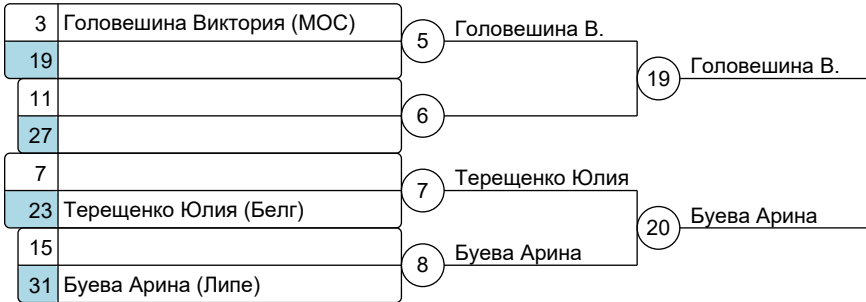 3 Головешина Виктория (МОС)
19
5 Головешина В.
11
27
6
19 Головешина В.
7
23 Терещенко Юлия (Белг)
7 Терещенко Юлия
15
31 Буева Арина (Липе)
8 Буева Арина
20 Буева Арина